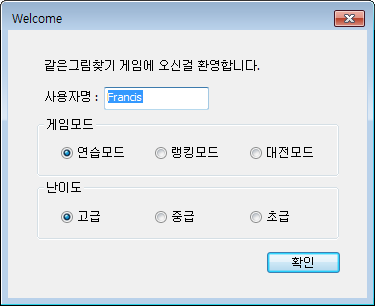 Welcome
같은그림찾기 게임에 오신걸 환영합니다.
사용자명 : Francis
게임모드
연습모드 랭킹모드 대전모드
난이도
고급 중급 초급
확인